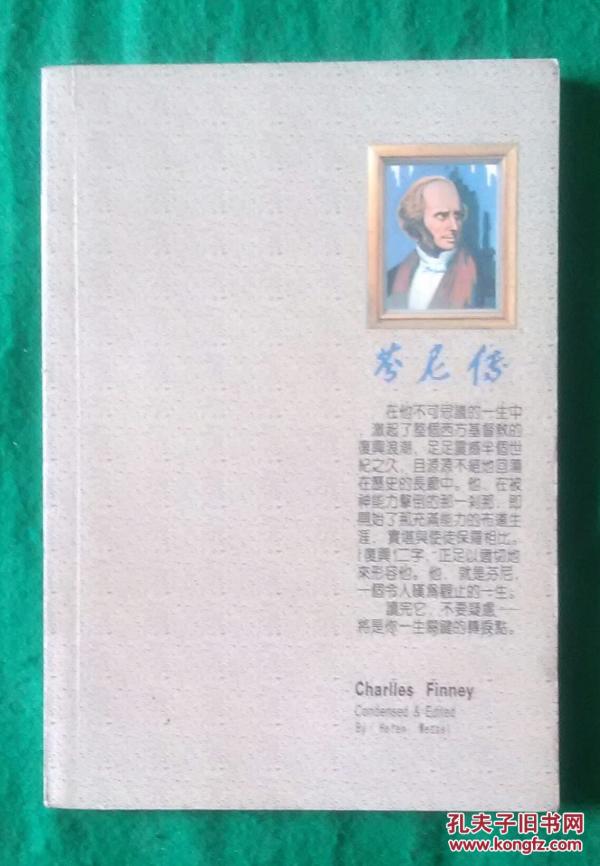 芬尼傳
在他不可思議的一生中
，激起了整個西方基督教的
復興浪潮，足足震撼半個世
紀之久，且源源不絕地回蕩
在歷史的長廊中。他，在被
神能力擊倒的那一刹那，即
開始了那充滿能力的布道生
涯，實堪與使徒保羅相比。
「復興」二字，正足以適切地
來形容他。他，就是芬尼，
一個令人嘆為觀止的一生。
讀完它，不要疑慮——
將是你一生關鍵的轉捩點。
Charlles Finney
Condensed & Edited
By: Helen Wessel
孔夫子旧书网
www.kongfz.com